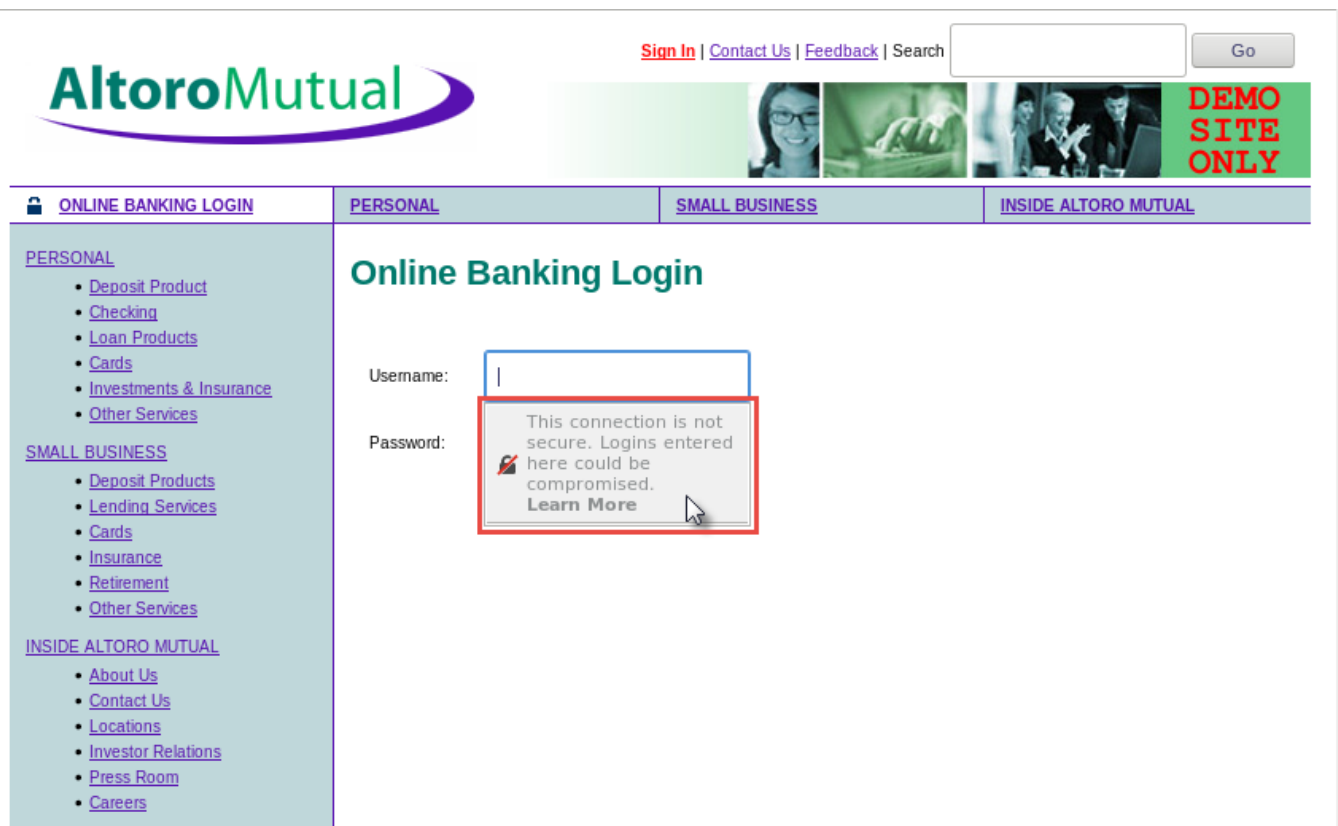 Sign In | Contact Us | Feedback | Search
Go
AltoroMutual
DEMO
SITE
ONLY
ONLINE BANKING LOGIN
PERSONAL
SMALL BUSINESS
INSIDE ALTORO MUTUAL
PERSONAL
Deposit Product
Checking
Loan Products
Cards
Investments & Insurance
Other Services
SMALL BUSINESS
Deposit Products
Lending Services
Cards
Insurance
Retirement
Other Services
INSIDE ALTORO MUTUAL
About Us
Contact Us
Locations
Investor Relations
Press Room
Careers
Online Banking Login
Username:
Password:
This connection is not
secure. Logins entered
here could be
compromised.
Learn More